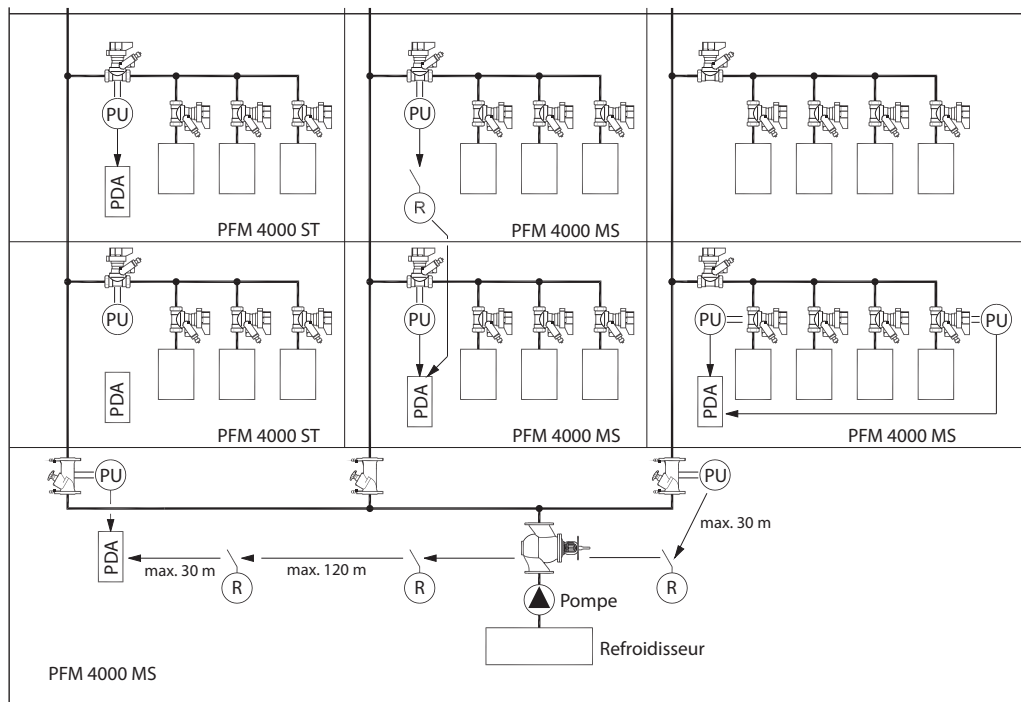 PU
PU
PDA
R
PFM 4000 ST
PFM 4000 MS
PU
PU
PU
PU
PDA
PDA
PDA
PFM 4000 ST
PFM 4000 MS
PFM 4000 MS
PU
PU
max. 30 m
PDA
max. 30 m
max. 120 m
R
R
R
Pompe
Refroidisseur
PFM 4000 MS